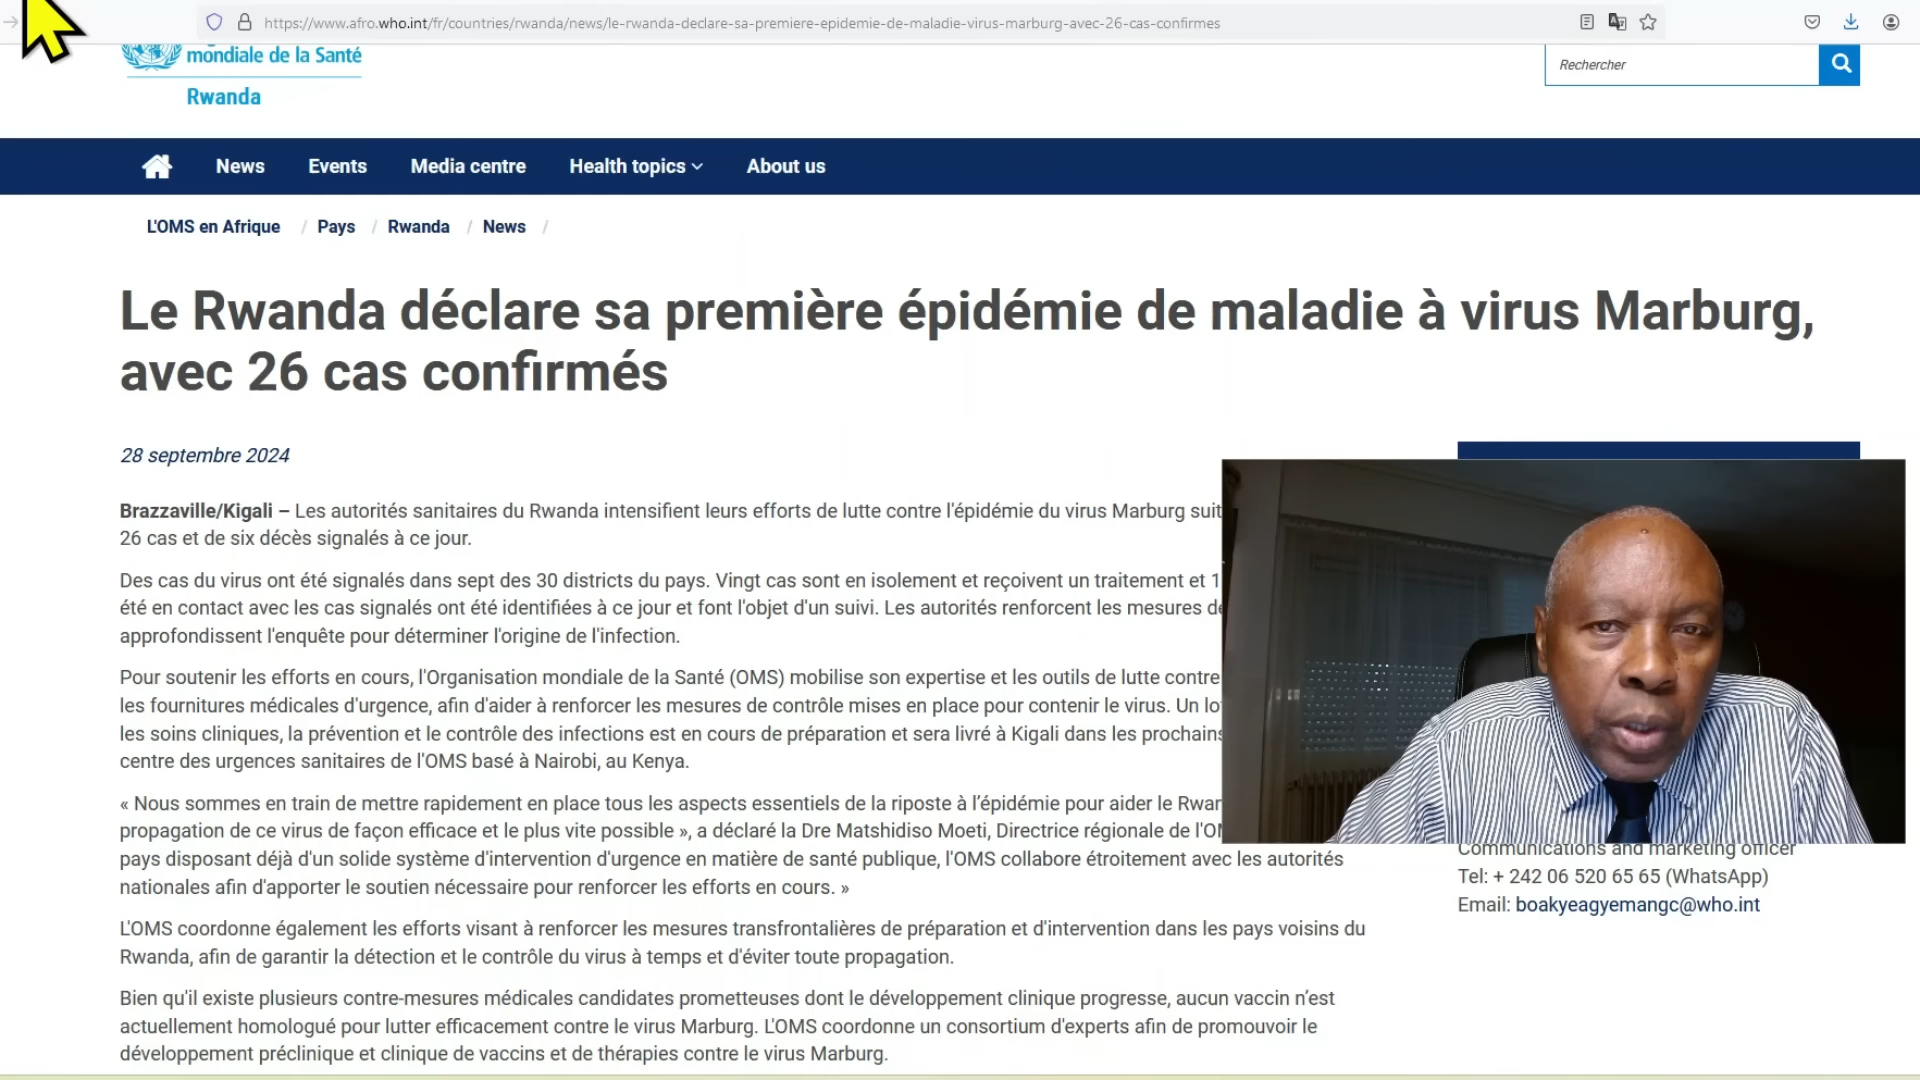 https://www.afro.who.int/fr/countries/rwanda/news/le-rwanda-declare-sa-premiere-epidemie-de-maladie-virus-marburg-avec-26-cas-confirmes
mondiale de la Santé
Rwanda
Rechercher
News Events Media centre Health topics About us
L'OMS en Afrique / Pays / Rwanda / News /
Le Rwanda déclare sa première épidémie de maladie à virus Marburg,
avec 26 cas confirmés
28 septembre 2024
Brazzaville/Kigali – Les autorités sanitaires du Rwanda intensifient leurs efforts de lutte contre l'épidémie du virus Marburg
26 cas et de six décès signalés à ce jour.
Des cas du virus ont été signalés dans sept des 30 districts du pays. Vingt cas sont en isolement et reçoivent un traitement et
été en contact avec les cas signalés ont été identifiées à ce jour et font l'objet d'un suivi. Les autorités renforcent les mesures
approfondissent l'enquête pour déterminer l'origine de l'infection.
Pour soutenir les efforts en cours, l'Organisation mondiale de la Santé (OMS) mobilise son expertise et les outils de lutte contre
les fournitures médicales d'urgence, afin d'aider à renforcer les mesures de contrôle mises en place pour contenir le virus. Un
les soins cliniques, la prévention et le contrôle des infections est en cours de préparation et sera livré à Kigali dans les prochains
centre des urgences sanitaires de l'OMS basé à Nairobi, au Kenya.
« Nous sommes en train de mettre rapidement en place tous les aspects essentiels de la riposte à l’épidémie pour aider le
propagation de ce virus de façon efficace et le plus vite possible », a déclaré la Dre Matshidiso Moeti, Directrice régionale de
pays disposant déjà d'un solide système d'intervention d'urgence en matière de santé publique, l'OMS collabore étroitement avec les autorités
nationales afin d'apporter le soutien nécessaire pour renforcer les efforts en cours. »
L'OMS coordonne également les efforts visant à renforcer les mesures transfrontalières de préparation et d'intervention dans les pays voisins du
Rwanda, afin de garantir la détection et le contrôle du virus à temps et d'éviter toute propagation.
Bien qu'il existe plusieurs contre-mesures médicales candidates prometteuses dont le développement clinique progresse, aucun vaccin n’est
actuellement homologué pour lutter efficacement contre le virus Marburg. L'OMS coordonne un consortium d'experts afin de promouvoir le
développement préclinique et clinique de vaccins et de thérapies contre le virus Marburg.
Communications and marketing officer
Tel: + 242 06 520 65 65 (WhatsApp)
Email: boakyeagyemangc@who.int